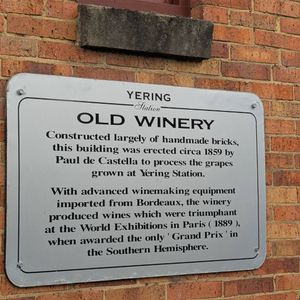 YERING
Station
OLD WINERY
Constructed largely of handmade bricks,
this building was erected circa 1859 by
Paul de Castella to process the grapes
grown at Yering Station.
With advanced winemaking equipment
imported from Bordeaux, the winery
produced wines which were triumphant
at the World Exhibitions in Paris ( 1889 ),
when awarded the only ' Grand Prix ' in
the Southern Hemisphere.